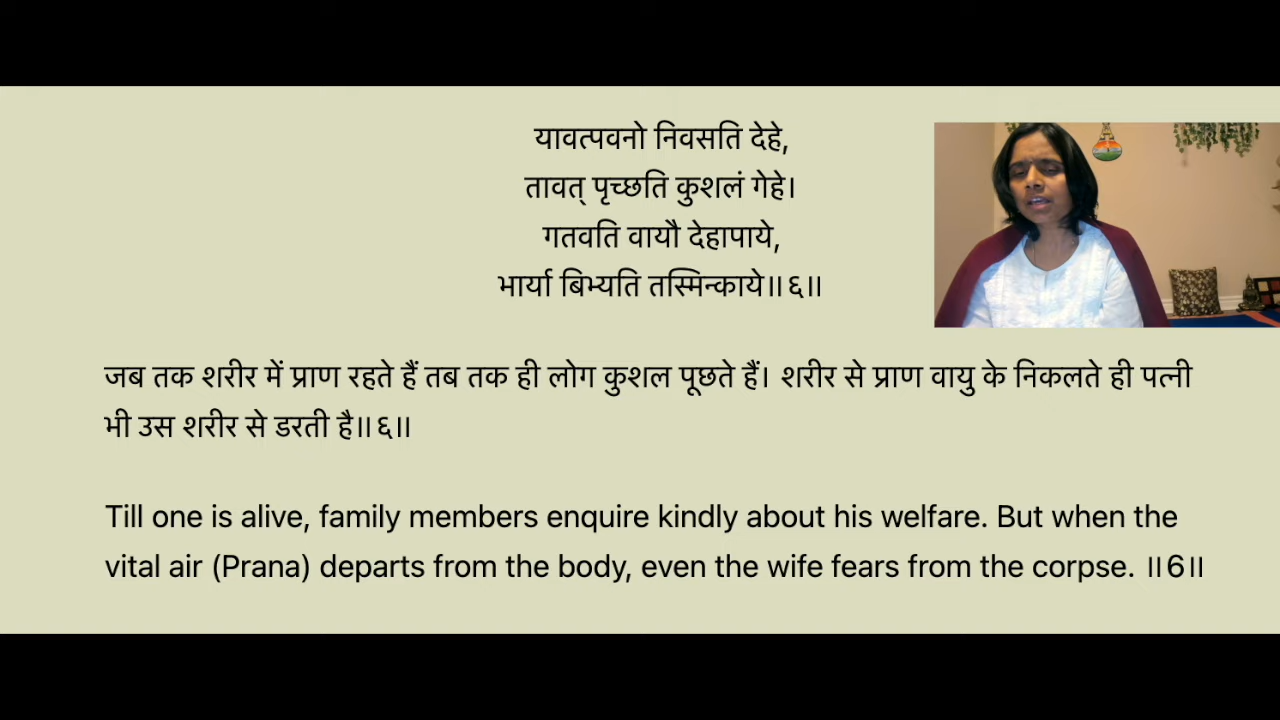 यावत्पवनो निवसति देहे,
तावत् पृच्छति कुशलं गेहे।
गतवति वायौ देहापाये,
भार्या बिभ्यति तस्मिन्काये॥६॥
जब तक शरीर में प्राण रहते हैं तब तक ही लोग कुशल पूछते हैं। शरीर से प्राण वायु के निकलते ही पत्नी
भी उस शरीर से डरती है॥६॥
Till one is alive, family members enquire kindly about his welfare. But when the
vital air (Prana) departs from the body, even the wife fears from the corpse. ॥6॥